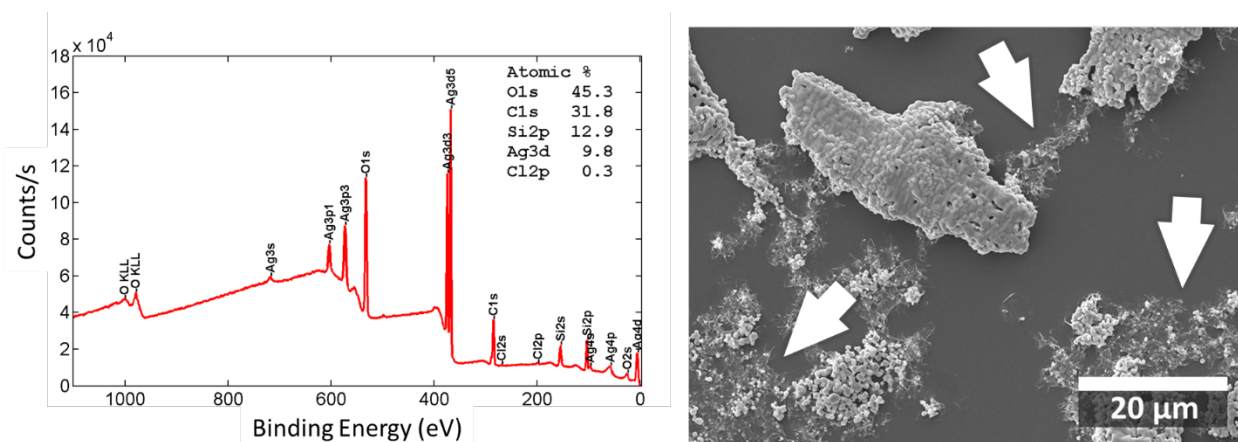 × 10⁴
18
16
14
12
10
8
6
4
2
0
Counts/s
1000
800
600
400
200
0
Binding Energy (eV)
O KLL
O KLL
Ag3s
Ag3p1
Ag3p3
O1s
Ag3d3
Ag3d5
C1s
Cl2s
Cl2p
Si2s
Si2p
Ag4s
Ag4p
O2s
Ag4d
Atomic %
O1s 45.3
C1s 31.8
Si2p 12.9
Ag3d 9.8
Cl2p 0.3
20 µm